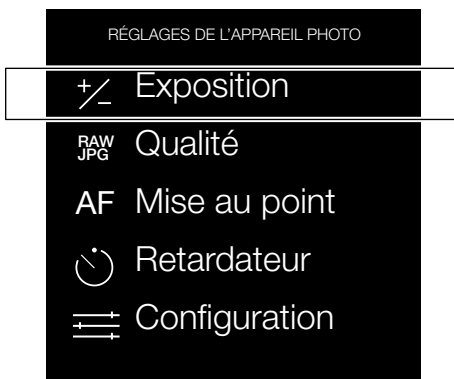 RÉGLAGES DE L'APPAREIL PHOTO
+/- Exposition
RAW JPG Qualité
AF Mise au point
Retardateur
Configuration